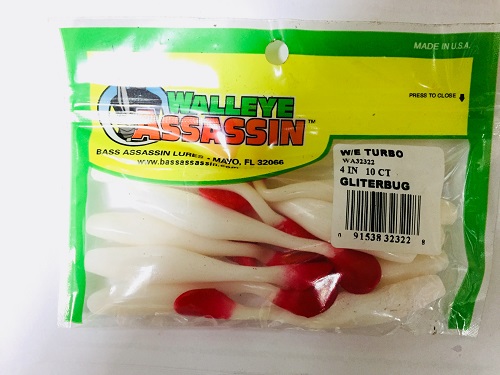 MADE IN U.S.A.
PRESS TO CLOSE
WALLEYE
ASSASSIN™
BASS ASSASSIN LURES • MAYO, FL 32066
www.bassassassin.com
W/E TURBO
WA32322
4 IN 10 CT
GLITERBUG
0 91538 32322 8